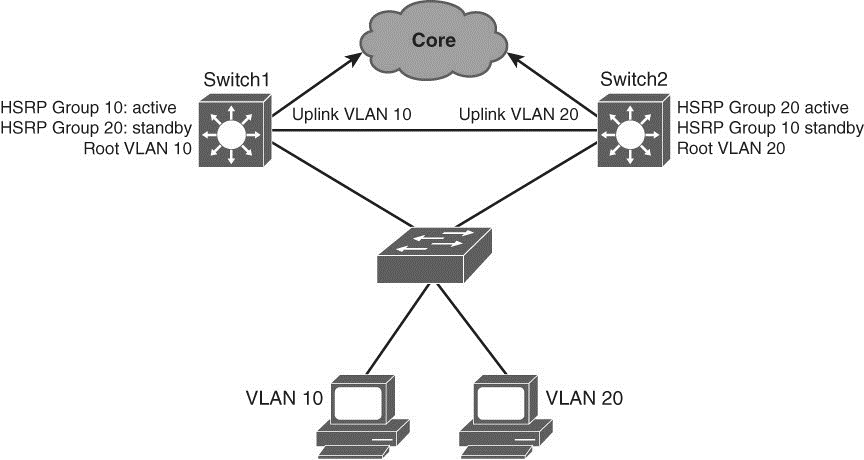 Core
Switch1
Switch2
HSRP Group 10: active
HSRP Group 20: standby
Root VLAN 10
Uplink VLAN 10
Uplink VLAN 20
HSRP Group 20 active
HSRP Group 10 standby
Root VLAN 20
VLAN 10
VLAN 20